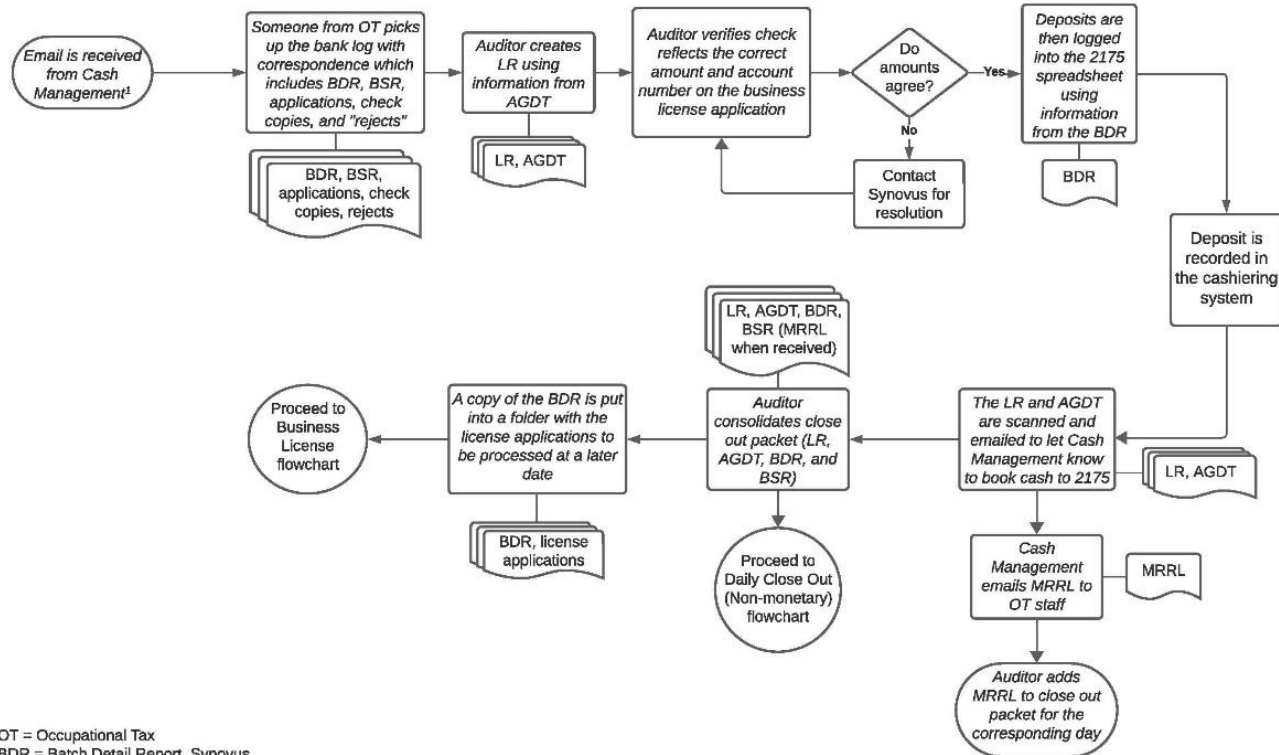 Email is received
from Cash
Management¹
Someone from OT picks
up the bank log with
correspondence which
includes BDR, BSR,
applications, check
copies, and "rejects"
BDR, BSR,
applications, check
copies, rejects
Auditor creates
LR using
information from
AGDT
LR, AGDT
Auditor verifies check
reflects the correct
amount and account
number on the business
license application
Do
amounts
agree?
Yes
No
Contact
Synovus for
resolution
Deposits are
then logged
into the 2175
spreadsheet
using
information
from the BDR
BDR
Deposit is
recorded in
the cashiering
system
The LR and AGDT
are scanned and
emailed to let Cash
Management know
to book cash to 2175
LR, AGDT
Cash
Management
emails MRRL to
OT staff
MRRL
Auditor adds
MRRL to close out
packet for the
corresponding day
LR, AGDT, BDR,
BSR (MRRL
when received)
Auditor
consolidates close
out packet (LR,
AGDT, BDR, and
BSR)
Proceed to
Daily Close Out
(Non-monetary)
flowchart
A copy of the BDR is put
into a folder with the
license applications to
be processed at a later
date
BDR, license
applications
Proceed to
Business
License
flowchart
OT = Occupational Tax
BDR = Batch Detail Report, Synovus